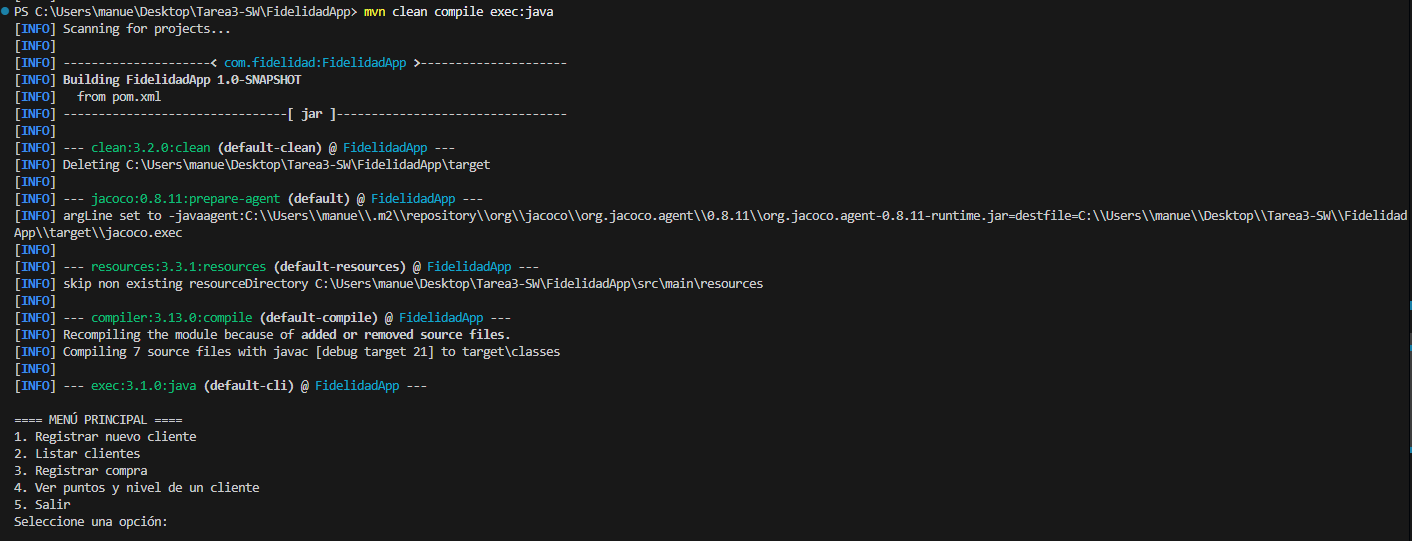 PS C:\Users\manue\Desktop\Tarea3-SW\FidelidadApp> mvn clean compile exec:java
[INFO] Scanning for projects...
[INFO]
[INFO] ---------------------< com.fidelidad:FidelidadApp >---------------------
[INFO] Building FidelidadApp 1.0-SNAPSHOT
[INFO]   from pom.xml
[INFO] --------------------------------[ jar ]---------------------------------
[INFO]
[INFO] --- clean:3.2.0:clean (default-clean) @ FidelidadApp ---
[INFO] Deleting C:\Users\manue\Desktop\Tarea3-SW\FidelidadApp\target
[INFO]
[INFO] --- jacoco:0.8.11:prepare-agent (default) @ FidelidadApp ---
[INFO] argLine set to -javaagent:C:\\Users\\manue\\.m2\\repository\\org\\jacoco\\org.jacoco.agent\\0.8.11\\org.jacoco.agent-0.8.11-runtime.jar=destfile=C:\\Users\\manue\\Desktop\\Tarea3-SW\\Fidelidad
App\\target\\jacoco.exec
[INFO]
[INFO] --- resources:3.3.1:resources (default-resources) @ FidelidadApp ---
[INFO] skip non existing resourceDirectory C:\Users\manue\Desktop\Tarea3-SW\FidelidadApp\src\main\resources
[INFO]
[INFO] --- compiler:3.13.0:compile (default-compile) @ FidelidadApp ---
[INFO] Recompiling the module because of added or removed source files.
[INFO] Compiling 7 source files with javac [debug target 21] to target\classes
[INFO]
[INFO] --- exec:3.1.0:java (default-cli) @ FidelidadApp ---
==== MENÚ PRINCIPAL ====
1. Registrar nuevo cliente
2. Listar clientes
3. Registrar compra
4. Ver puntos y nivel de un cliente
5. Salir
Seleccione una opción: